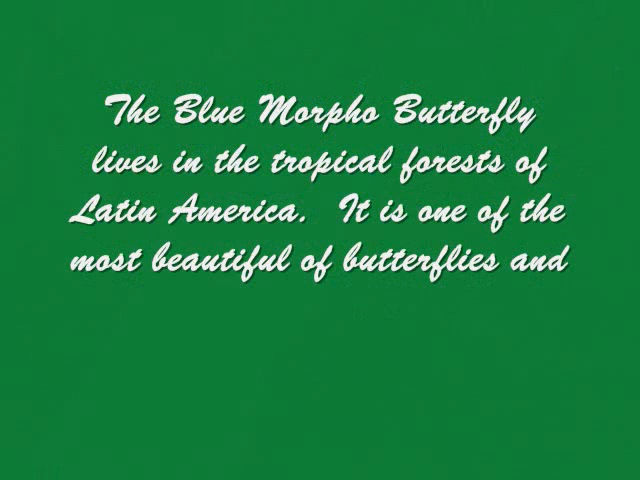 The Blue Morpho Butterfly
lives in the tropical forests of
Latin America. It is one of the
most beautiful of butterflies and